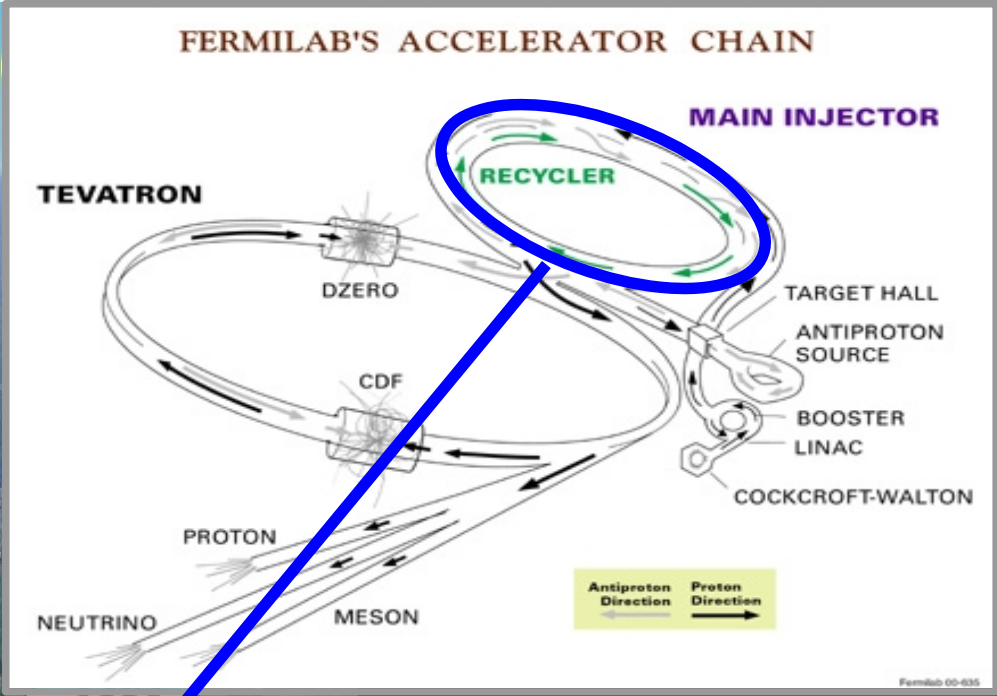 FERMILAB'S ACCELERATOR CHAIN
MAIN INJECTOR
RECYCLER
TEVATRON
DZERO
TARGET HALL
ANTIPROTON
SOURCE
CDF
BOOSTER
LINAC
COCKCROFT-WALTON
PROTON
NEUTRINO
MESON
Antiproton Direction
Proton Direction
Fermilab 00-635